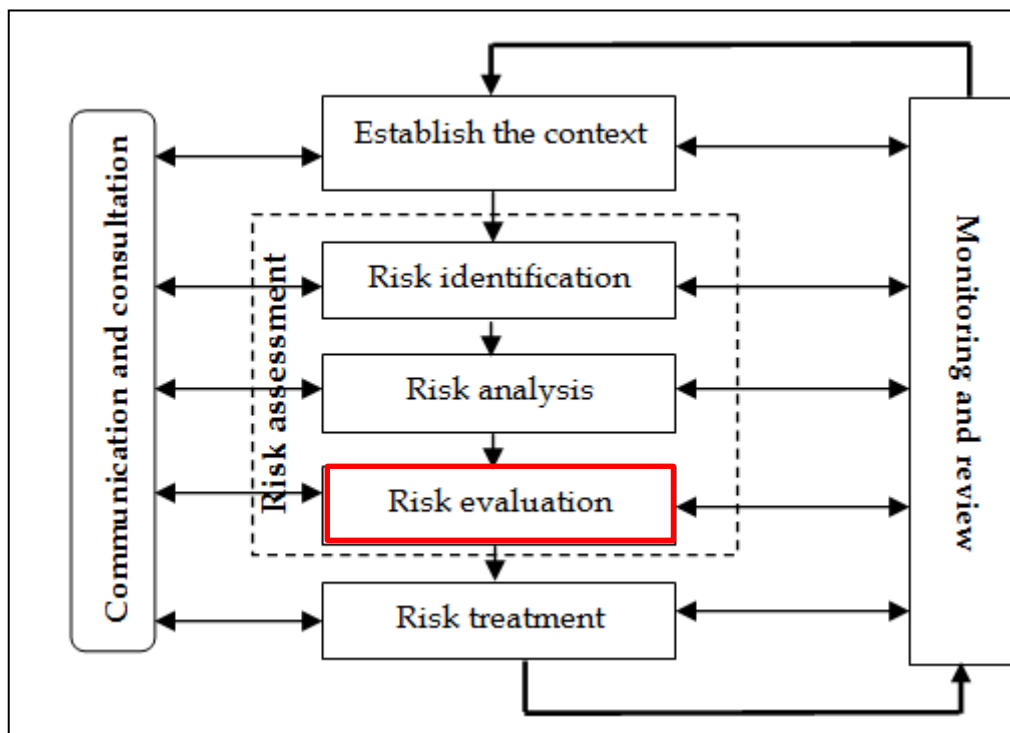 Establish the context
Communication and consultation
Risk assessment
Risk identification
Risk analysis
Risk evaluation
Risk treatment
Monitoring and review